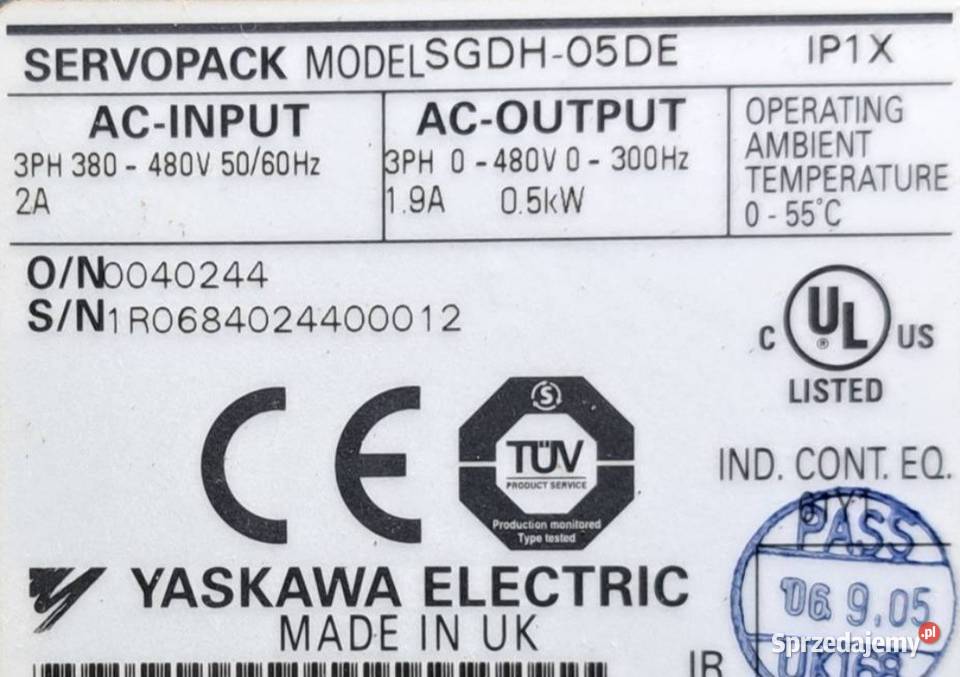 SERVOPACK MODEL SGDH-05DE IP1X
AC-INPUT
3PH 380 - 480V 50/60Hz
2A
AC-OUTPUT
3PH 0 - 480V 0 - 300Hz
1.9A 0.5kW
OPERATING
AMBIENT
TEMPERATURE
0 - 55°C
O/N 0040244
S/N 1R0684024400012
C UL US
®
LISTED
CE
S
TÜV
PRODUCT SERVICE
Production monitored
Type tested
IND. CONT. EQ.
PASS
06 9.05
UK168
YASKAWA ELECTRIC
MADE IN UK
Sprzedajemy.pl